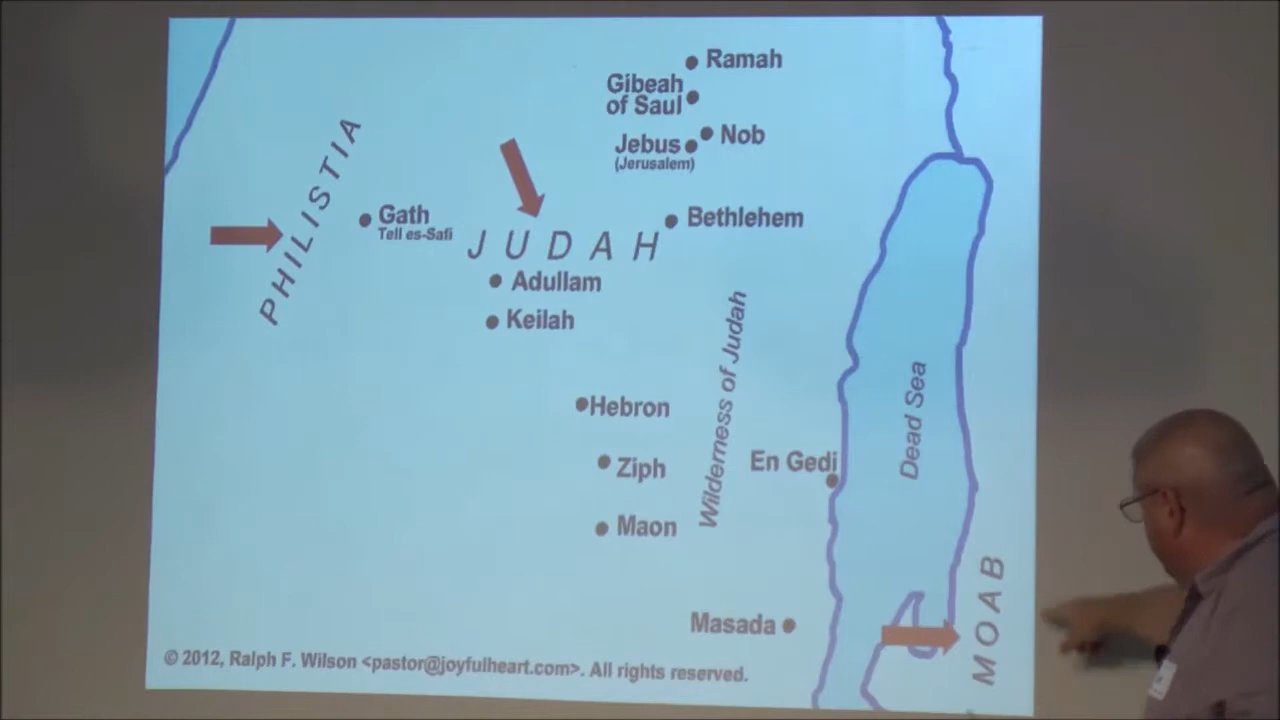 Ramah
Gibeah
of Saul
Nob
Jebus
(Jerusalem)
PHILISTIA
Gath
Tell es-Safi
Bethlehem
JUDAH
Adullam
Keilah
Wilderness of Judah
Dead Sea
Hebron
En Gedi
Ziph
Maon
MOAB
Masada
© 2012, Ralph F. Wilson <pastor@joyfulheart.com>. All rights reserved.